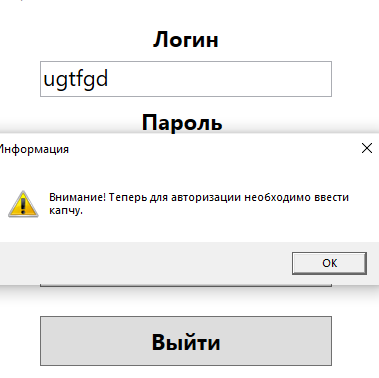 Логин
ugtfgd
Пароль
Информация
Внимание! Теперь для авторизации необходимо ввести
капчу.
OK
Выйти